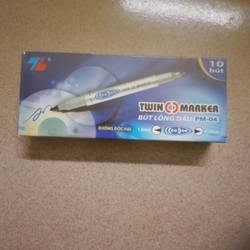 10
bút
TWIN MARKER
BÚT LÔNG DẦU PM-04
KHÔNG ĐỘC HẠI